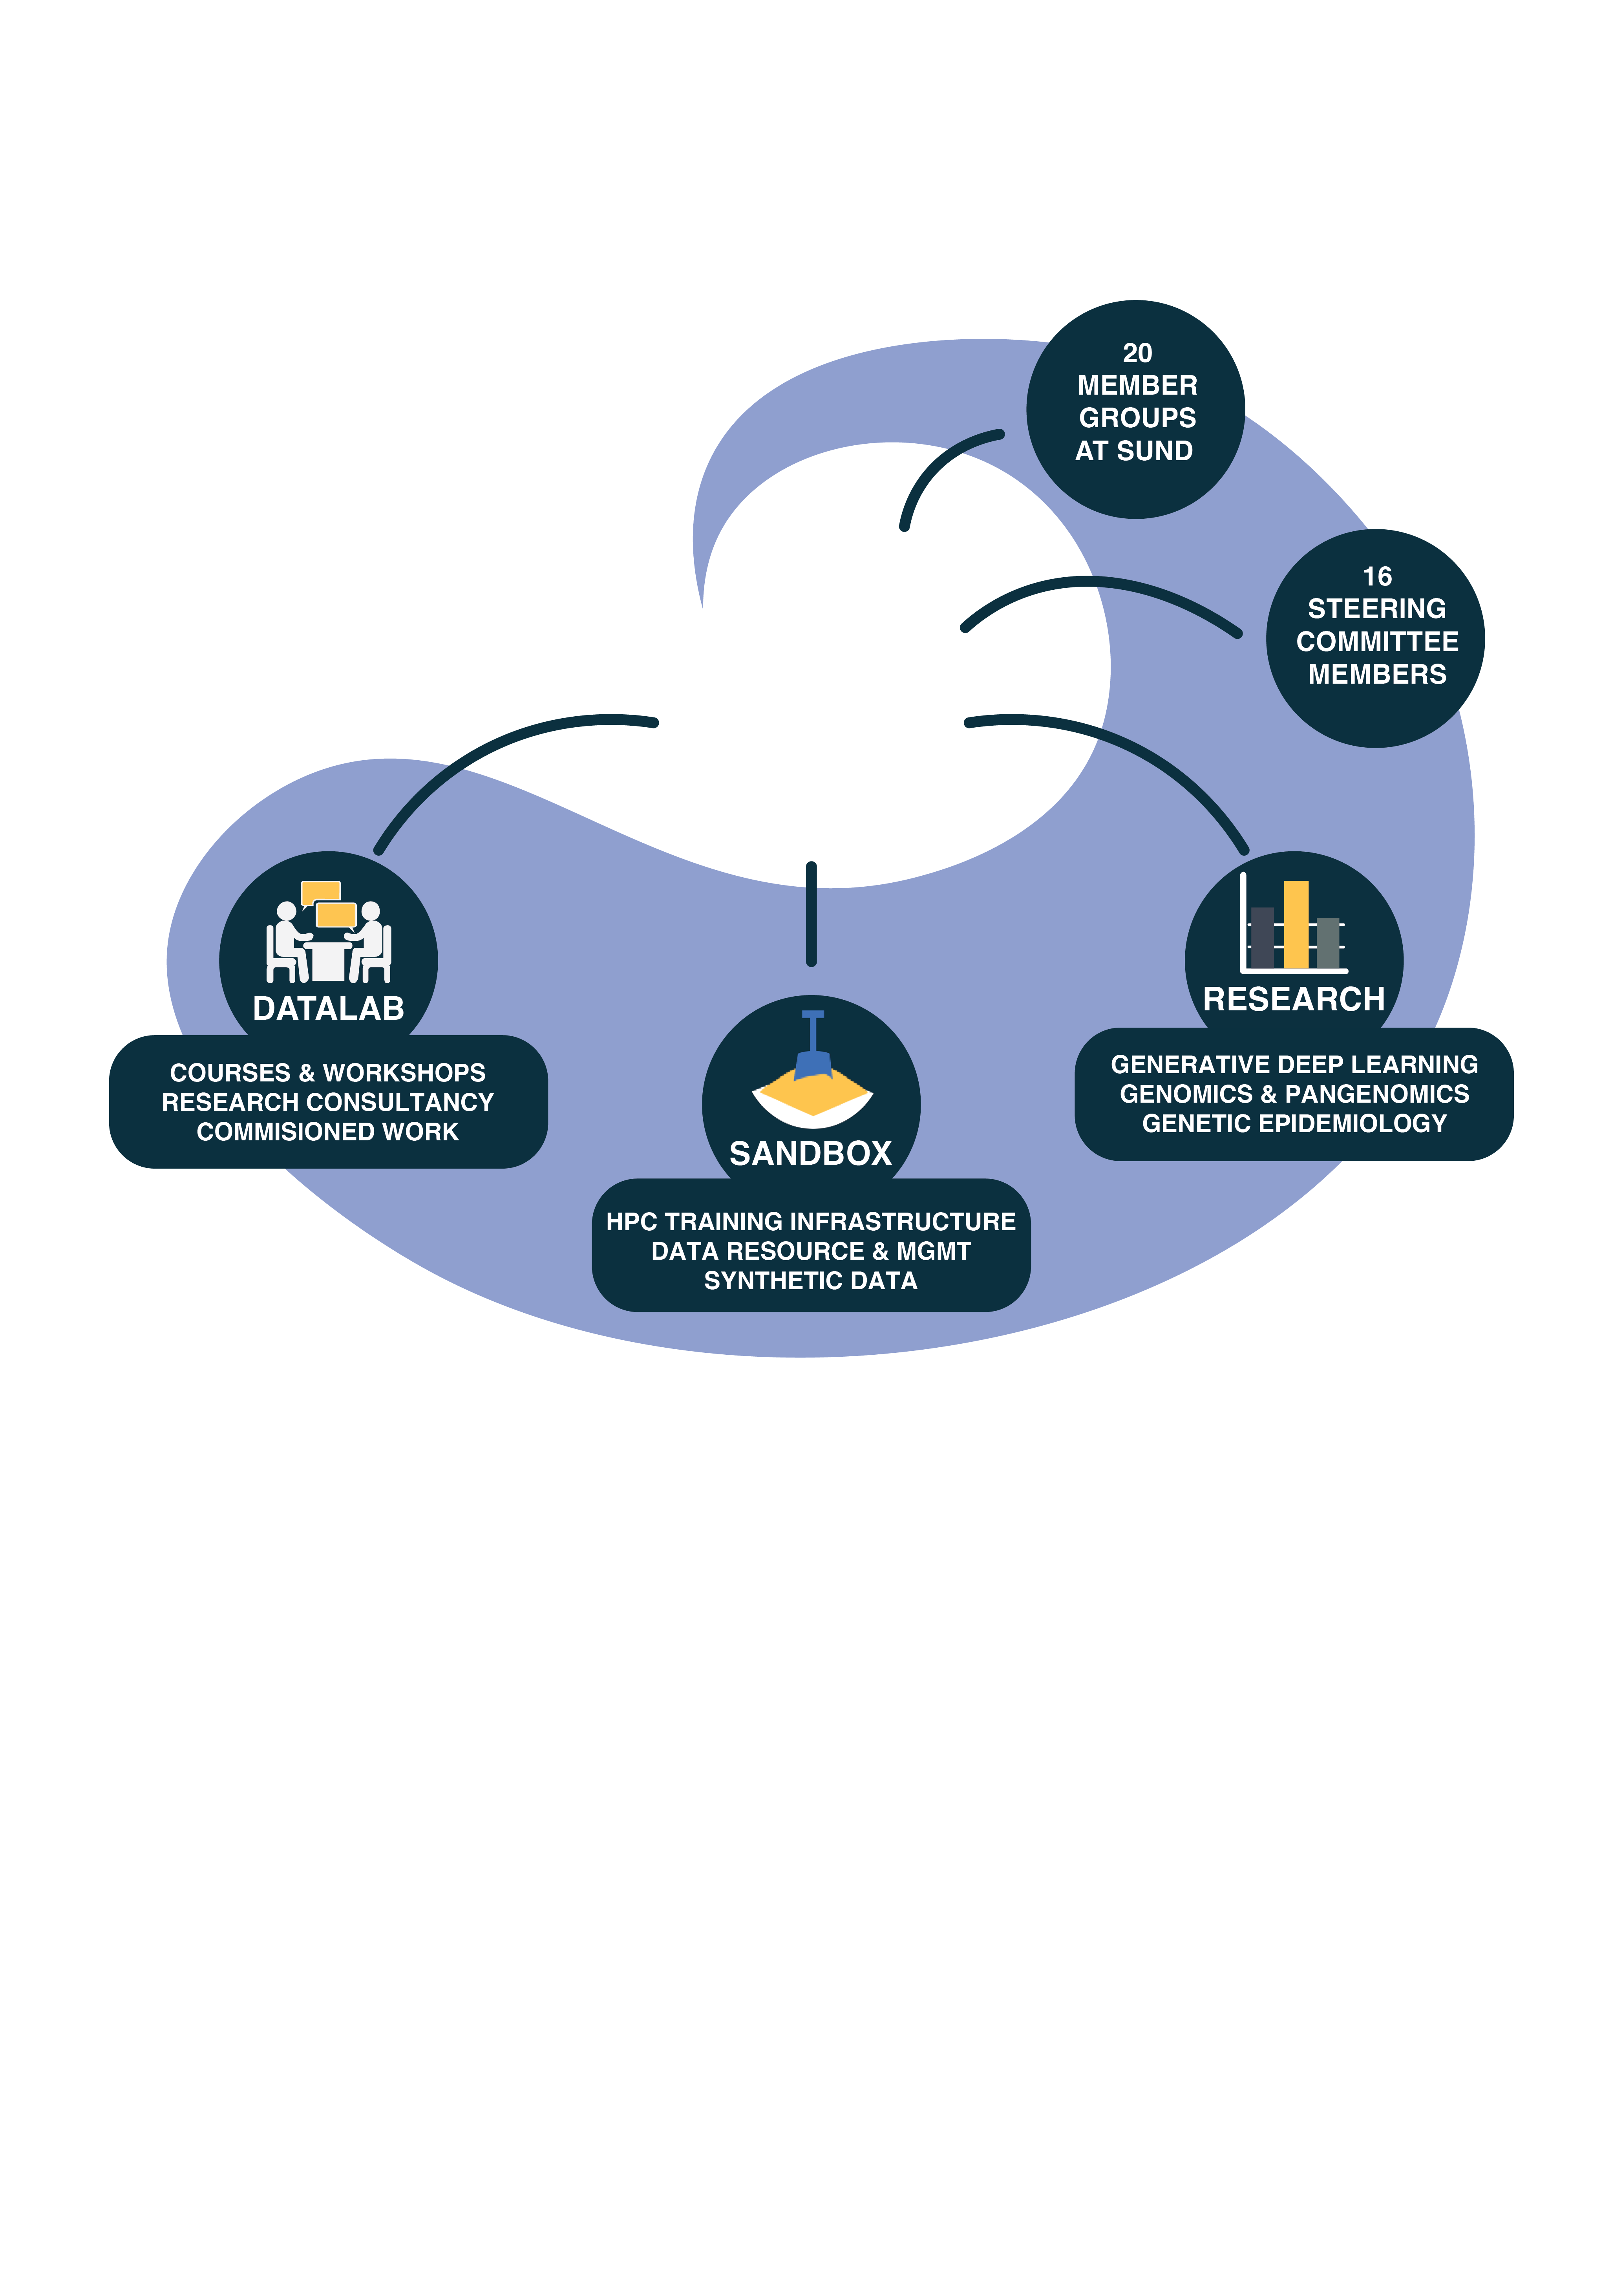 20
MEMBER
GROUPS
AT SUND
16
STEERING
COMMITTEE
MEMBERS
DATALAB
COURSES & WORKSHOPS
RESEARCH CONSULTANCY
COMMISIONED WORK
SANDBOX
HPC TRAINING INFRASTRUCTURE
DATA RESOURCE & MGMT
SYNTHETIC DATA
RESEARCH
GENERATIVE DEEP LEARNING
GENOMICS & PANGENOMICS
GENETIC EPIDEMIOLOGY